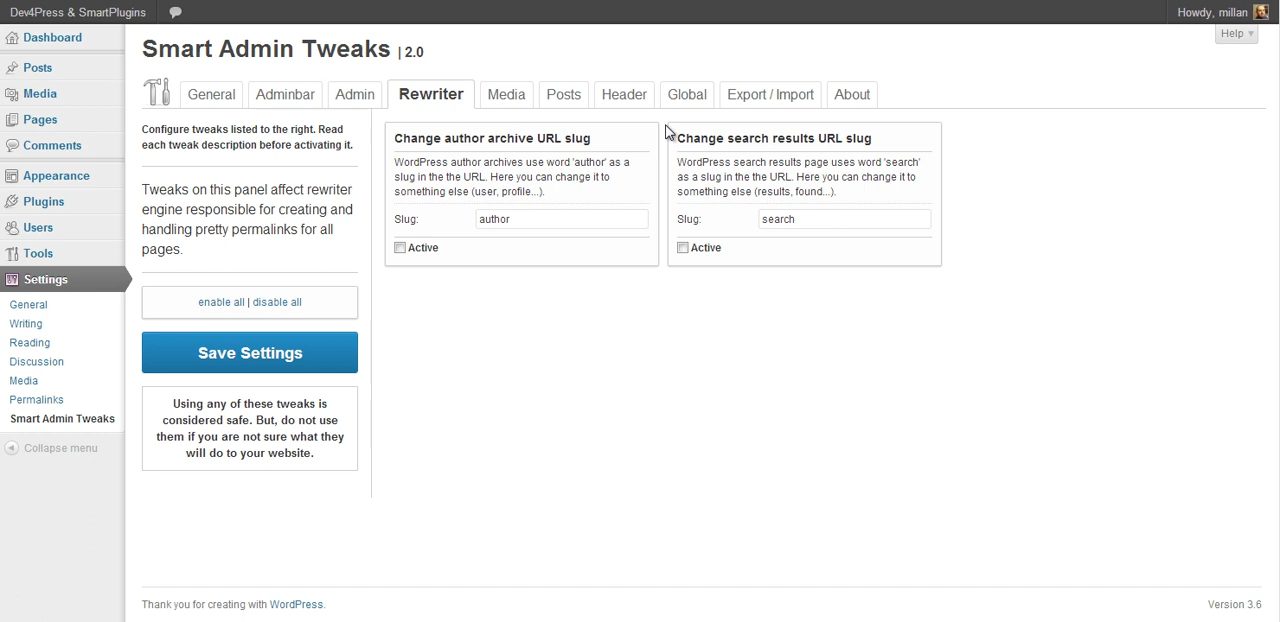 Dev4Press & SmartPlugins
Howdy, millan
Help
Dashboard
Posts
Media
Pages
Comments
Appearance
Plugins
Users
Tools
Settings
General
Writing
Reading
Discussion
Media
Permalinks
Smart Admin Tweaks
Collapse menu
Smart Admin Tweaks | 2.0
General
Adminbar
Admin
Rewriter
Media
Posts
Header
Global
Export / Import
About
Configure tweaks listed to the right. Read
each tweak description before activating it.
Tweaks on this panel affect rewriter
engine responsible for creating and
handling pretty permalinks for all
pages.
enable all | disable all
Save Settings
Using any of these tweaks is
considered safe. But, do not use
them if you are not sure what they
will do to your website.
Change author archive URL slug
WordPress author archives use word 'author' as a
slug in the the URL. Here you can change it to
something else (user, profile...).
Slug: author
Active
Change search results URL slug
WordPress search results page uses word 'search'
as a slug in the the URL. Here you can change it to
something else (results, found...).
Slug: search
Active
Thank you for creating with WordPress.
Version 3.6